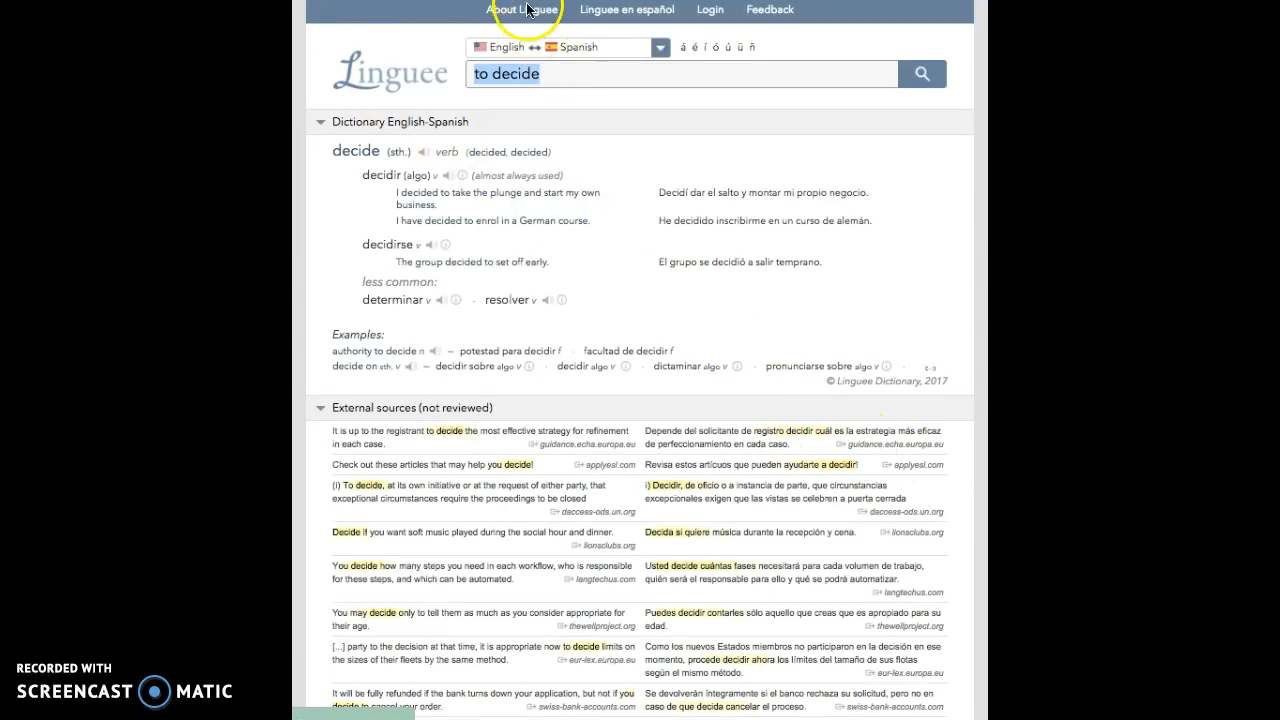 About Linguee Linguee en español Login Feedback
English ↔ Spanish á é í ó ú ü ñ
Linguee
to decide
Dictionary English-Spanish
decide (sth.) verb (decided, decided)
decidir (algo) v (almost always used)
I decided to take the plunge and start my own Decidí dar el salto y montar mi propio negocio.
business.
I have decided to enrol in a German course. He decidido inscribirme en un curso de alemán.
decidirse v
The group decided to set off early. El grupo se decidió a salir temprano.
less common:
determinar v · resolver v
Examples:
authority to decide n – potestad para decidir f · facultad de decidir f
decide on sth. v – decidir sobre algo v · decidir algo v · dictaminar algo v · pronunciarse sobre algo v · [...]
© Linguee Dictionary, 2017
External sources (not reviewed)
It is up to the registrant to decide the most effective strategy for refinement Depende del solicitante de registro decidir cuál es la estrategia más eficaz
in each case. guidance.echa.europa.eu de perfeccionamiento en cada caso. guidance.echa.europa.eu
Check out these articles that may help you decide! applyesl.com Revisa estos artícuos que pueden ayudarte a decidir! applyesl.com
(i) To decide, at its own initiative or at the request of either party, that i) Decidir, de oficio o a instancia de parte, que circunstancias
exceptional circumstances require the proceedings to be closed excepcionales exigen que las vistas se celebren a puerta cerrada
daccess-ods.un.org daccess-ods.un.org
Decide if you want soft music played during the social hour and dinner. Decida si quiere música durante la recepción y cena. lionsclubs.org
lionsclubs.org
You decide how many steps you need in each workflow, who is responsible Usted decide cuántas fases necesitará para cada volumen de trabajo,
for these steps, and which can be automated. langtechus.com quién será el responsable para ello y qué se podrá automatizar.
langtechus.com
You may decide only to tell them as much as you consider appropriate for Puedes decidir contarles sólo aquello que creas que es apropiado para su
their age. thewellproject.org edad. thewellproject.org
[...] party to the decision at that time, it is appropriate now to decide limits on Como los nuevos Estados miembros no participaron en la decisión en ese
the sizes of their fleets by the same method. eur-lex.europa.eu momento, procede decidir ahora los límites del tamaño de sus flotas
según el mismo método. eur-lex.europa.eu
It will be fully refunded if the bank turns down your application, but not if you Se devolverán íntegramente si el banco rechaza su solicitud, pero no en
decide to cancel your order. swiss-bank-accounts.com caso de que decida cancelar el proceso. swiss-bank-accounts.com
RECORDED WITH
SCREENCAST MATIC